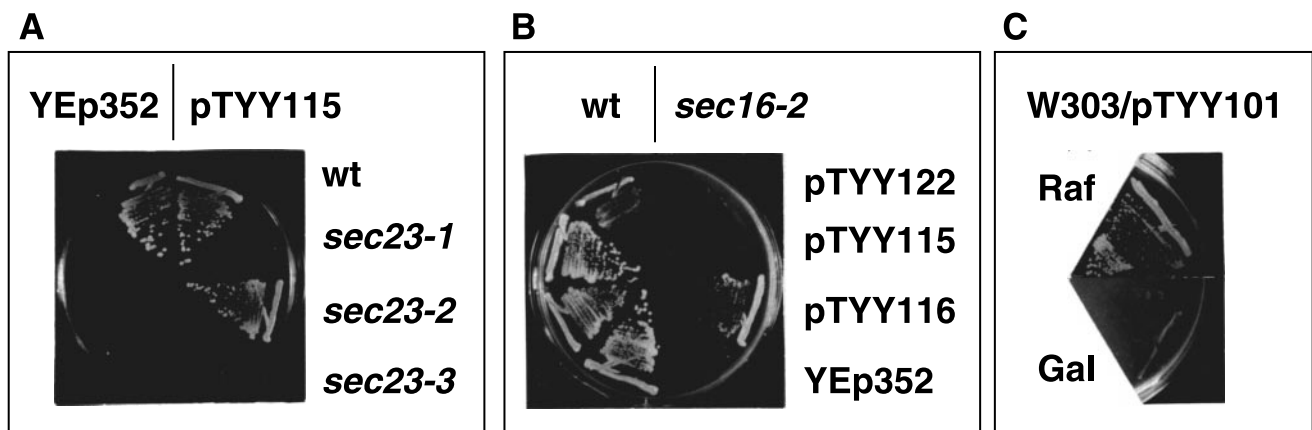 A
YEp352 pTYY115
wt
sec23-1
sec23-2
sec23-3
B
wt sec16-2
pTYY122
pTYY115
pTYY116
YEp352
C
W303/pTYY101
Raf
Gal